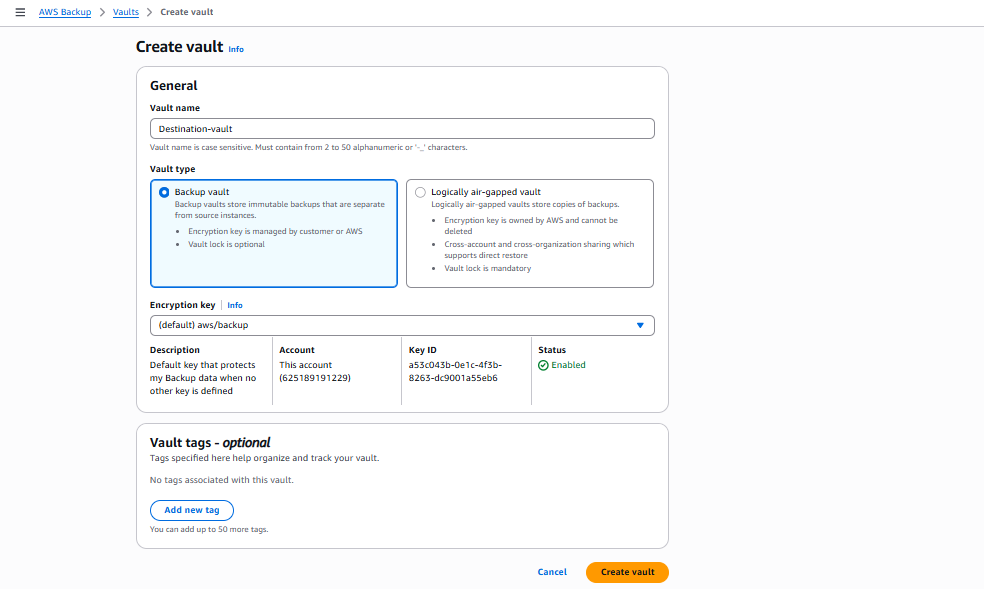 AWS Backup > Vaults > Create vault
Create vault Info
General
Vault name
Destination-vault
Vault name is case sensitive. Must contain from 2 to 50 alphanumeric or '-_' characters.
Vault type
Backup vault
Backup vaults store immutable backups that are separate
from source instances.
• Encryption key is managed by customer or AWS
• Vault lock is optional
Logically air-gapped vault
Logically air-gapped vaults store copies of backups.
• Encryption key is owned by AWS and cannot be
deleted
• Cross-account and cross-organization sharing which
supports direct restore
• Vault lock is mandatory
Encryption key | Info
(default) aws/backup
Description
Default key that protects
my Backup data when no
other key is defined
Account
This account
(625189191229)
Key ID
a53c043b-0e1c-4f3b-
8263-dc9001a55eb6
Status
Enabled
Vault tags - optional
Tags specified here help organize and track your vault.
No tags associated with this vault.
Add new tag
You can add up to 50 more tags.
Cancel
Create vault